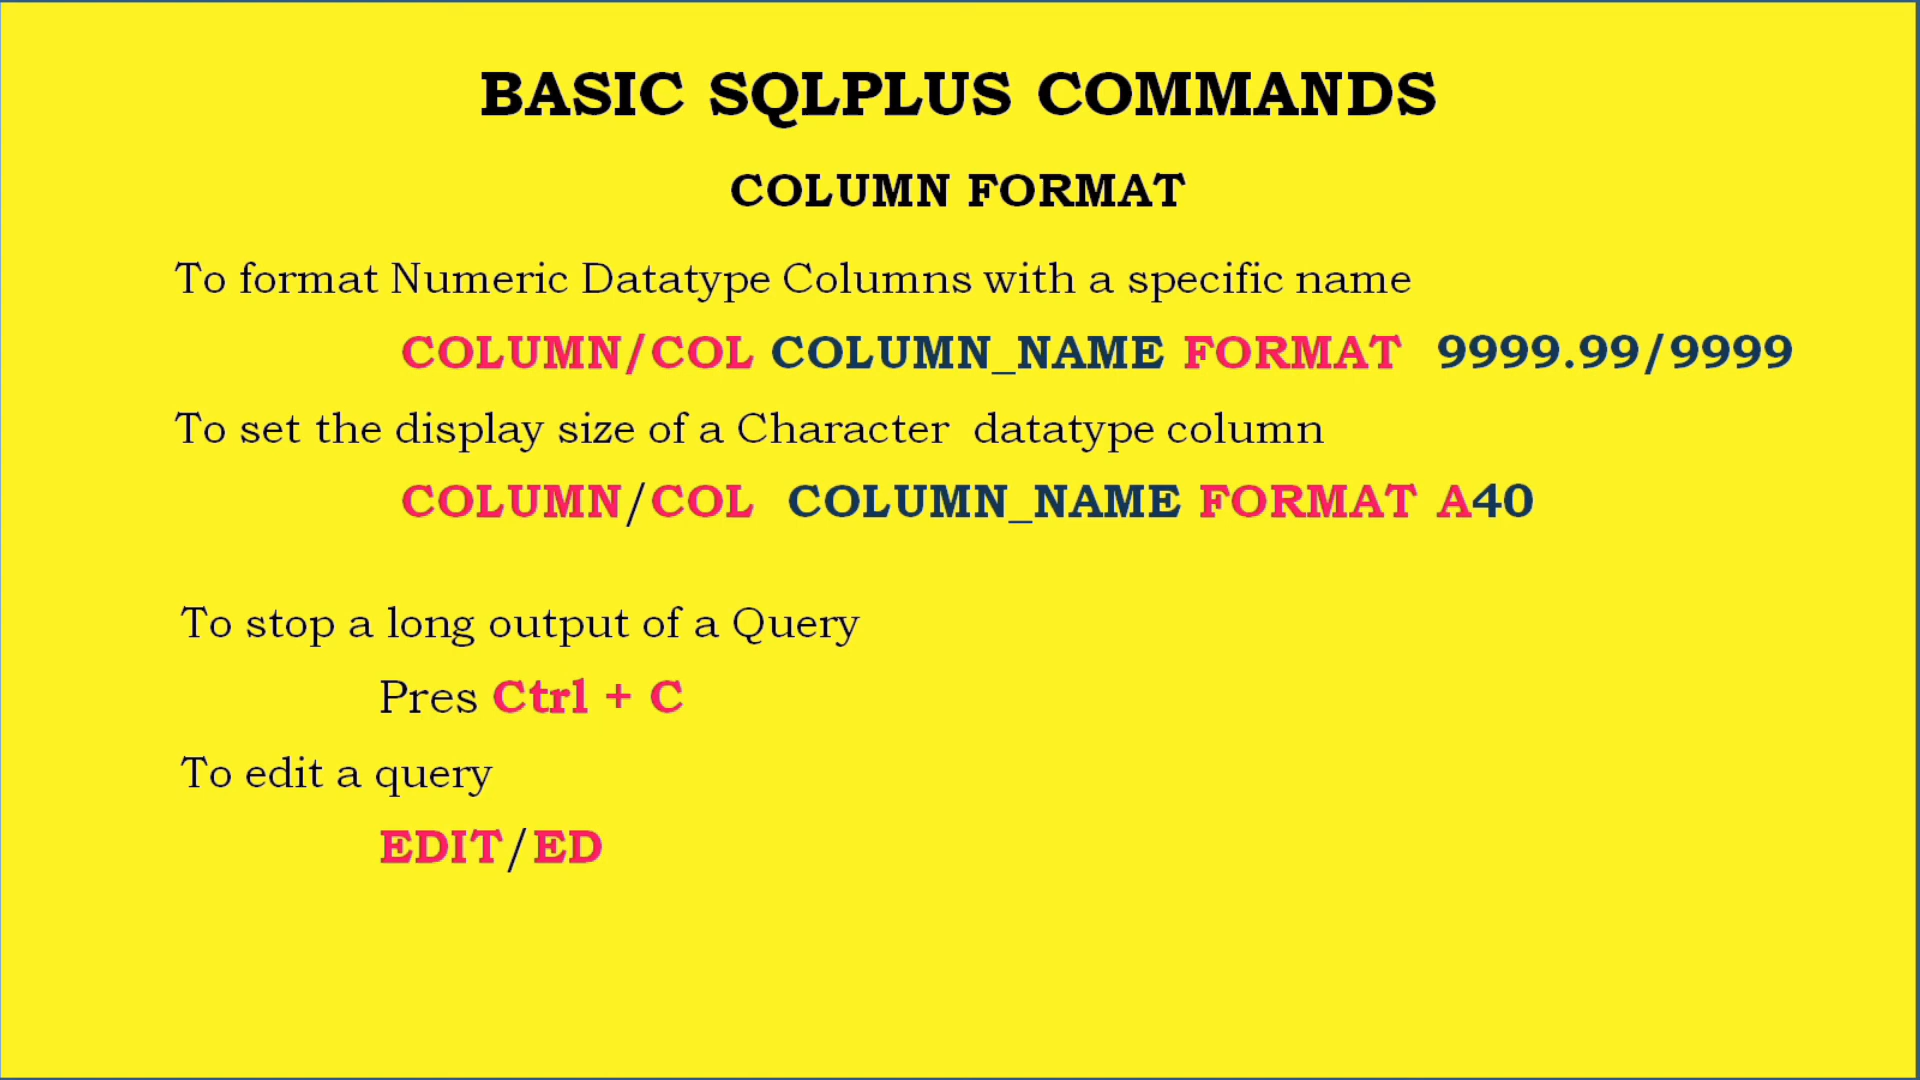 BASIC SQLPLUS COMMANDS
COLUMN FORMAT
To format Numeric Datatype Columns with a specific name
COLUMN/COL COLUMN_NAME FORMAT 9999.99/9999
To set the display size of a Character datatype column
COLUMN/COL COLUMN_NAME FORMAT A40
To stop a long output of a Query
Pres Ctrl + C
To edit a query
EDIT/ED